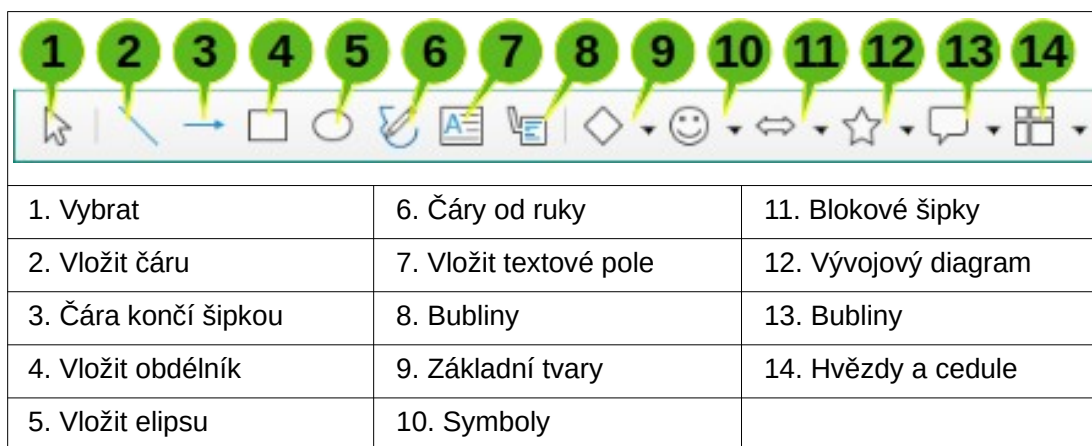 1 2 3 4 5 6 7 8 9 10 11 12 13 14
A
1. Vybrat 6. Čáry od ruky 11. Blokové šipky
2. Vložit čáru 7. Vložit textové pole 12. Vývojový diagram
3. Čára končí šipkou 8. Bubliny 13. Bubliny
4. Vložit obdélník 9. Základní tvary 14. Hvězdy a cedule
5. Vložit elipsu 10. Symboly